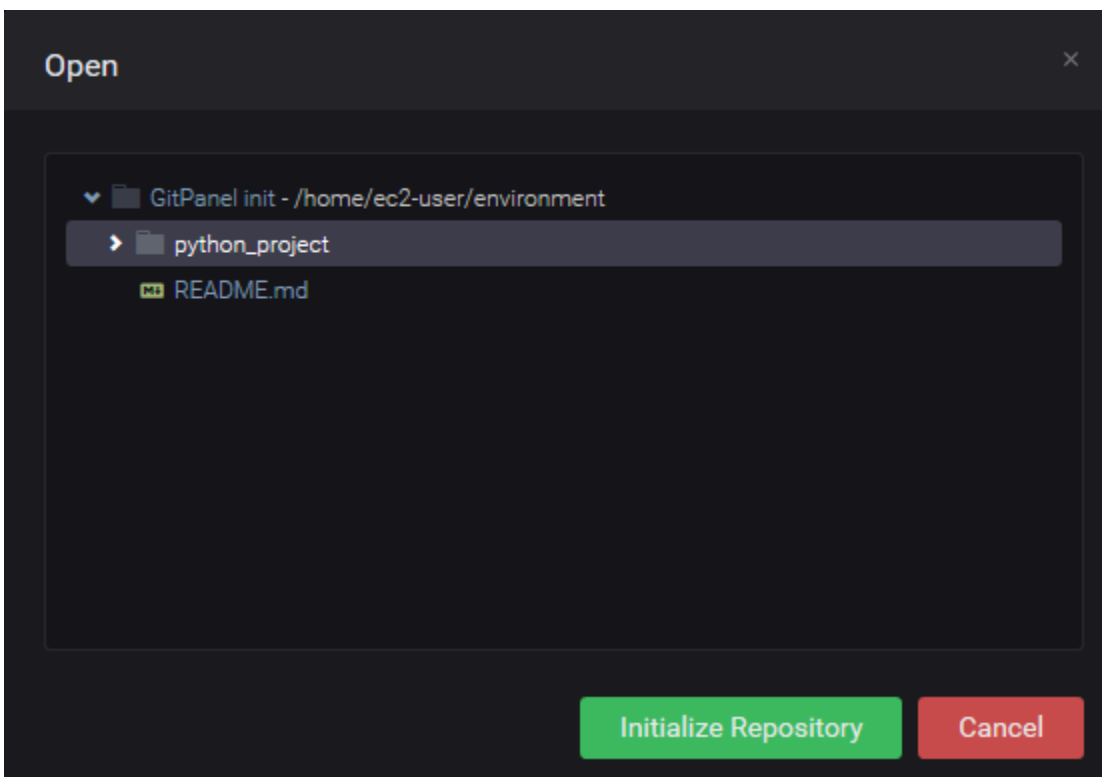 Open
GitPanel init - /home/ec2-user/environment
python_project
README.md
Initialize Repository
Cancel